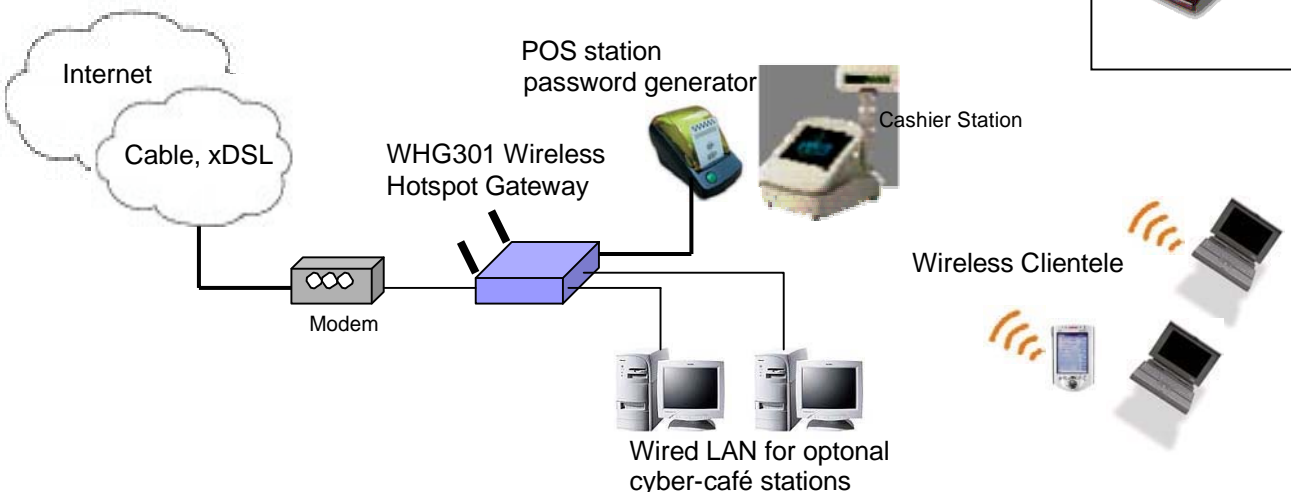 Internet
Cable, xDSL
Modem
WHG301 Wireless
Hotspot Gateway
POS station
password generator
Cashier Station
Wireless Clientele
Wired LAN for optonal
cyber-café stations